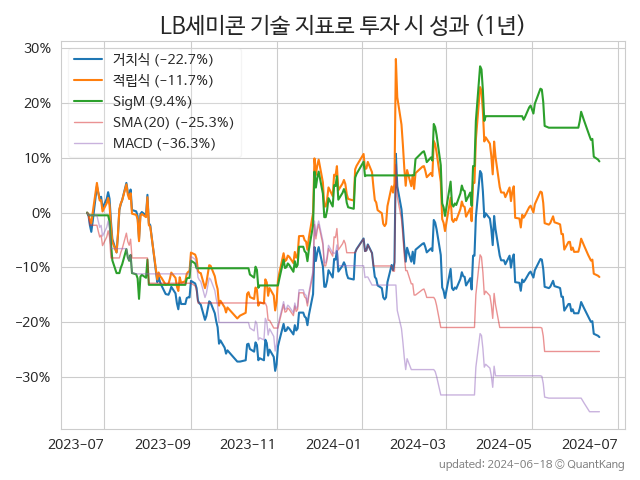 LB세미콘 기술 지표로 투자 시 성과 (1년)
30%
20%
10%
0%
−10%
−20%
−30%
거치식 (−22.7%)
적립식 (−11.7%)
SigM (9.4%)
SMA(20) (−25.3%)
MACD (−36.3%)
2023-07
2023-09
2023-11
2024-01
2024-03
2024-05
2024-07
updated: 2024-06-18 © QuantKang